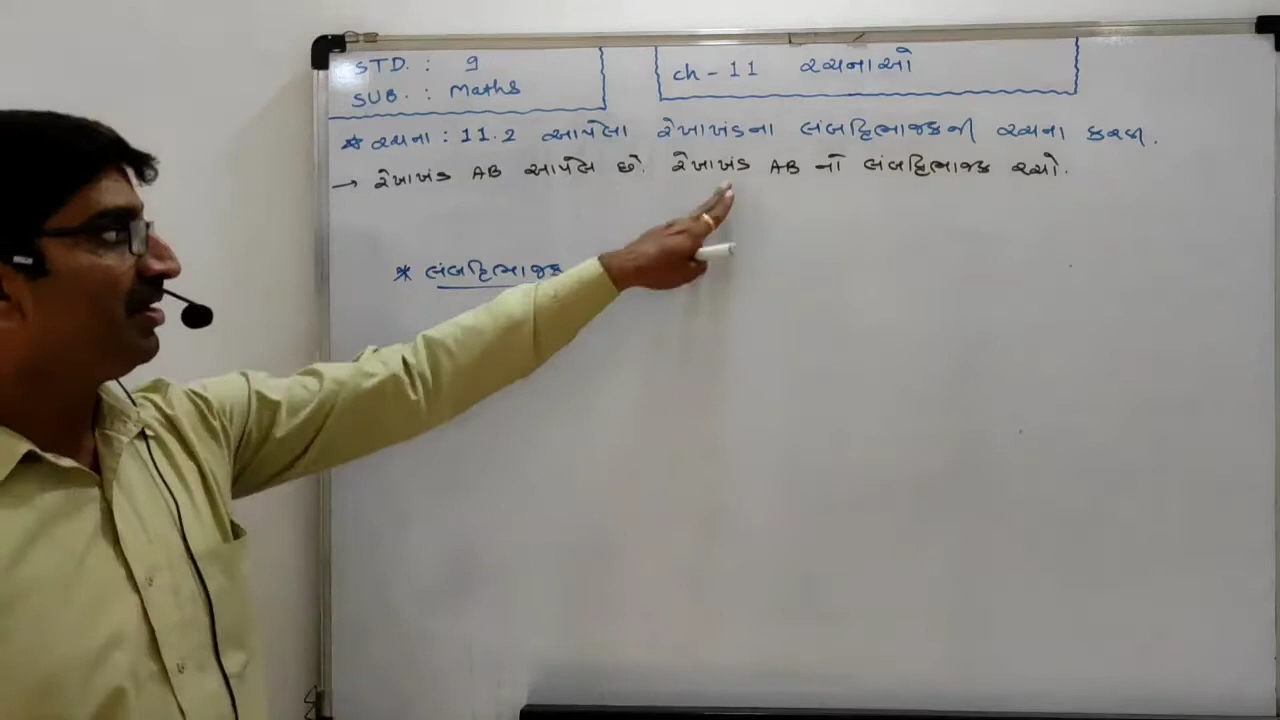 STD. : 9
SUB. : Maths
ch - 11 રચનાઓ
* રચના : 11.2 આપેલા રેખાખંડના લંબદ્વિભાજકની રચના કરવી.
→ રેખાખંડ AB આપેલ છે. રેખાખંડ AB નો લંબદ્વિભાજક રચો.
* લંબદ્વિભાજક